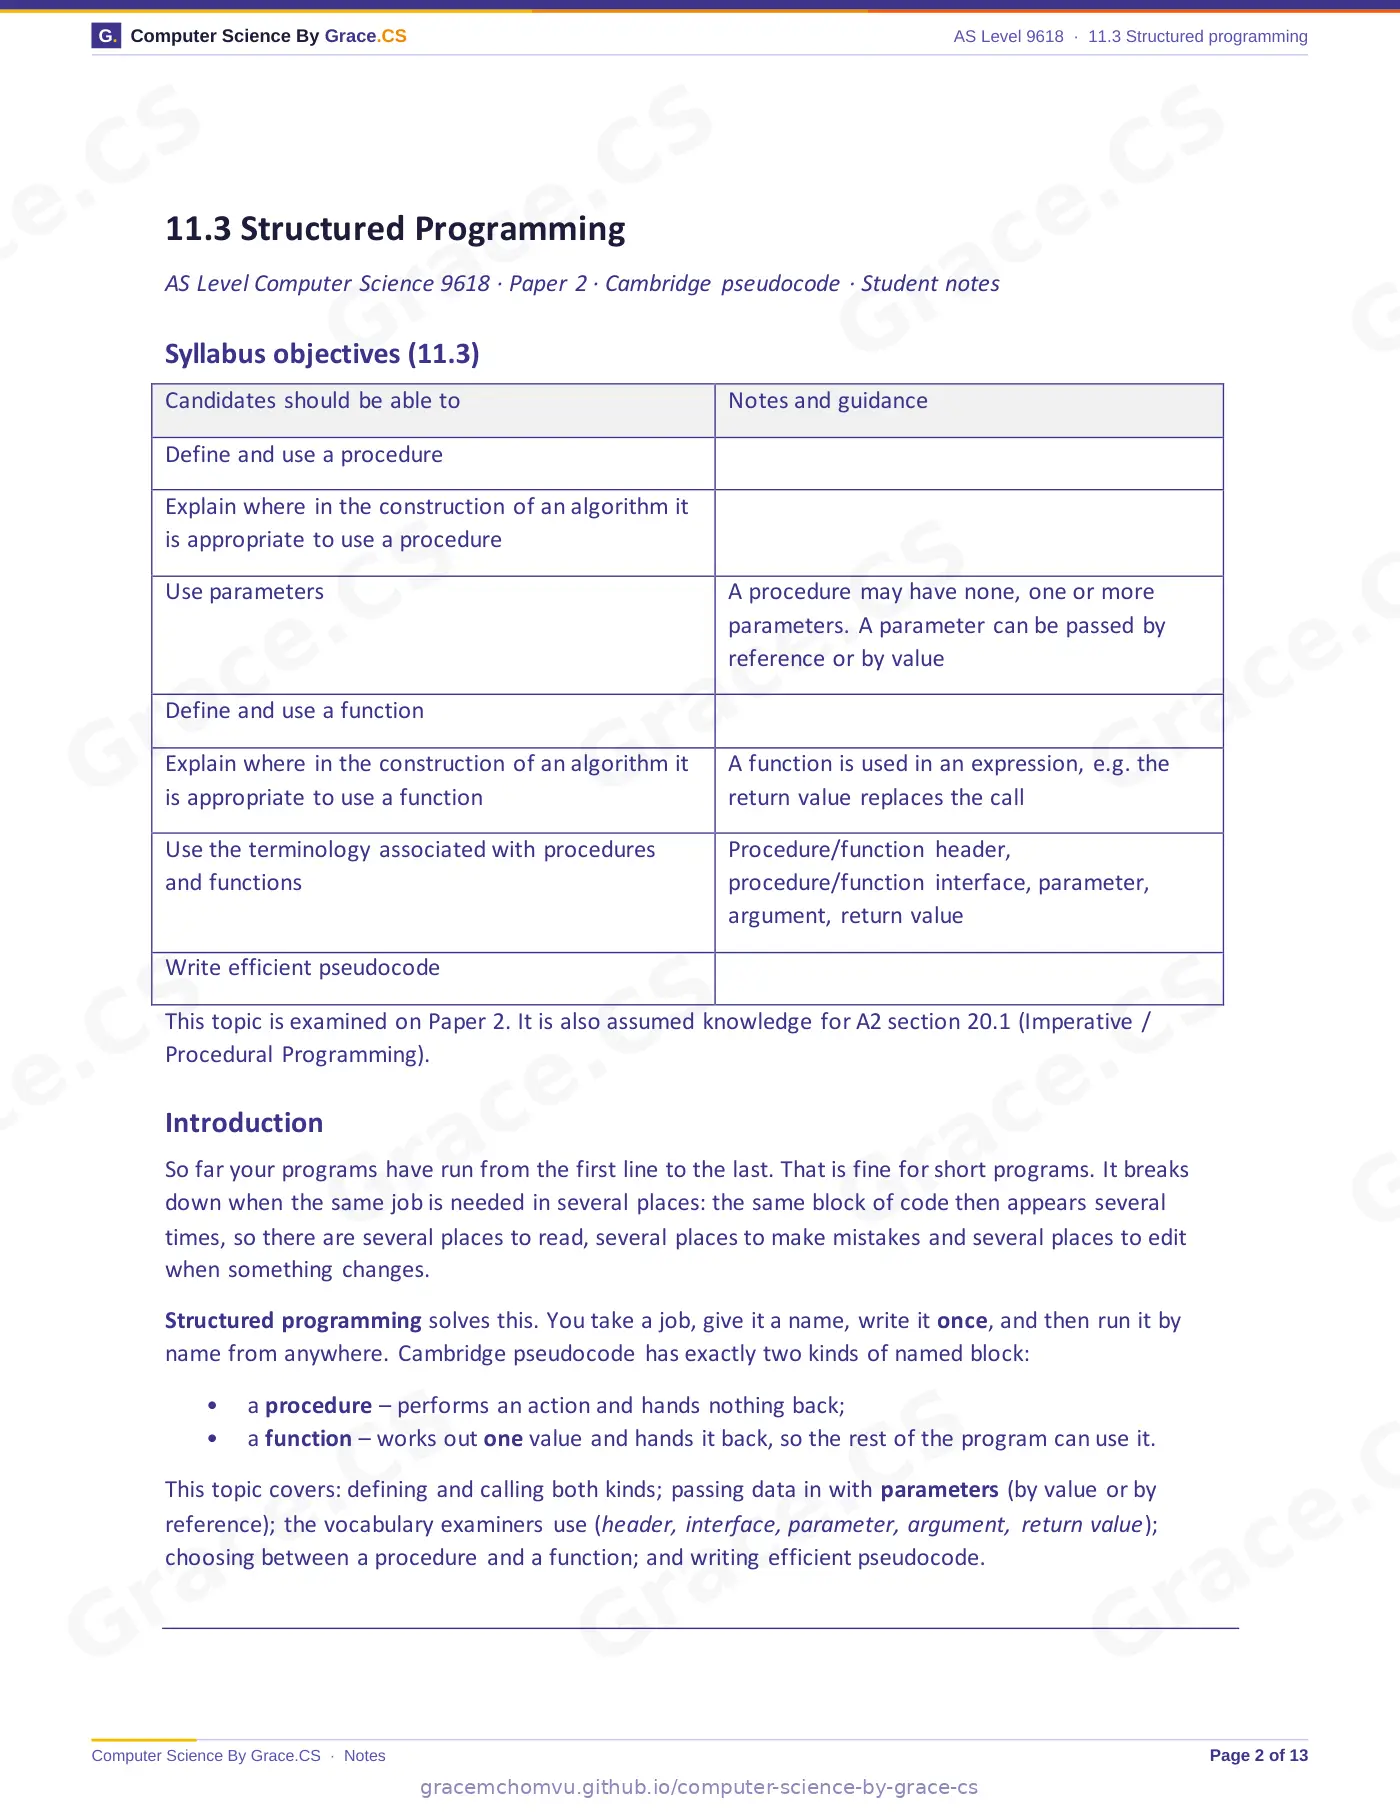 G. Computer Science By Grace.CS
AS Level 9618 · 11.3 Structured programming
11.3 Structured Programming
AS Level Computer Science 9618 · Paper 2 · Cambridge pseudocode · Student notes
Syllabus objectives (11.3)
Candidates should be able to
Notes and guidance
Define and use a procedure
Explain where in the construction of an algorithm it
is appropriate to use a procedure
Use parameters
A procedure may have none, one or more
parameters. A parameter can be passed by
reference or by value
Define and use a function
Explain where in the construction of an algorithm it
is appropriate to use a function
A function is used in an expression, e.g. the
return value replaces the call
Use the terminology associated with procedures
and functions
Procedure/function header,
procedure/function interface, parameter,
argument, return value
Write efficient pseudocode
This topic is examined on Paper 2. It is also assumed knowledge for A2 section 20.1 (Imperative /
Procedural Programming).
Introduction
So far your programs have run from the first line to the last. That is fine for short programs. It breaks
down when the same job is needed in several places: the same block of code then appears several
times, so there are several places to read, several places to make mistakes and several places to edit
when something changes.
Structured programming solves this. You take a job, give it a name, write it once, and then run it by
name from anywhere. Cambridge pseudocode has exactly two kinds of named block:
• a procedure – performs an action and hands nothing back;
• a function – works out one value and hands it back, so the rest of the program can use it.
This topic covers: defining and calling both kinds; passing data in with parameters (by value or by
reference); the vocabulary examiners use (header, interface, parameter, argument, return value);
choosing between a procedure and a function; and writing efficient pseudocode.
Computer Science By Grace.CS · Notes
Page 2 of 13
gracemchomvu.github.io/computer-science-by-grace-cs